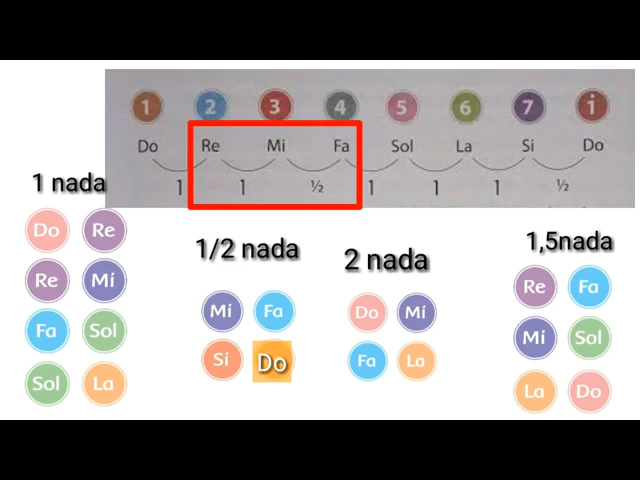 1 2 3 4 5 6 7 i
Do Re Mi Fa Sol La Si Do
1 1 ½ 1 1 1 ½
1 nada
Do Re
Re Mi
Fa Sol
Sol La
1/2 nada
Mi Fa
Si Do
2 nada
Do Mi
Fa La
1,5nada
Re Fa
Mi Sol
La Do